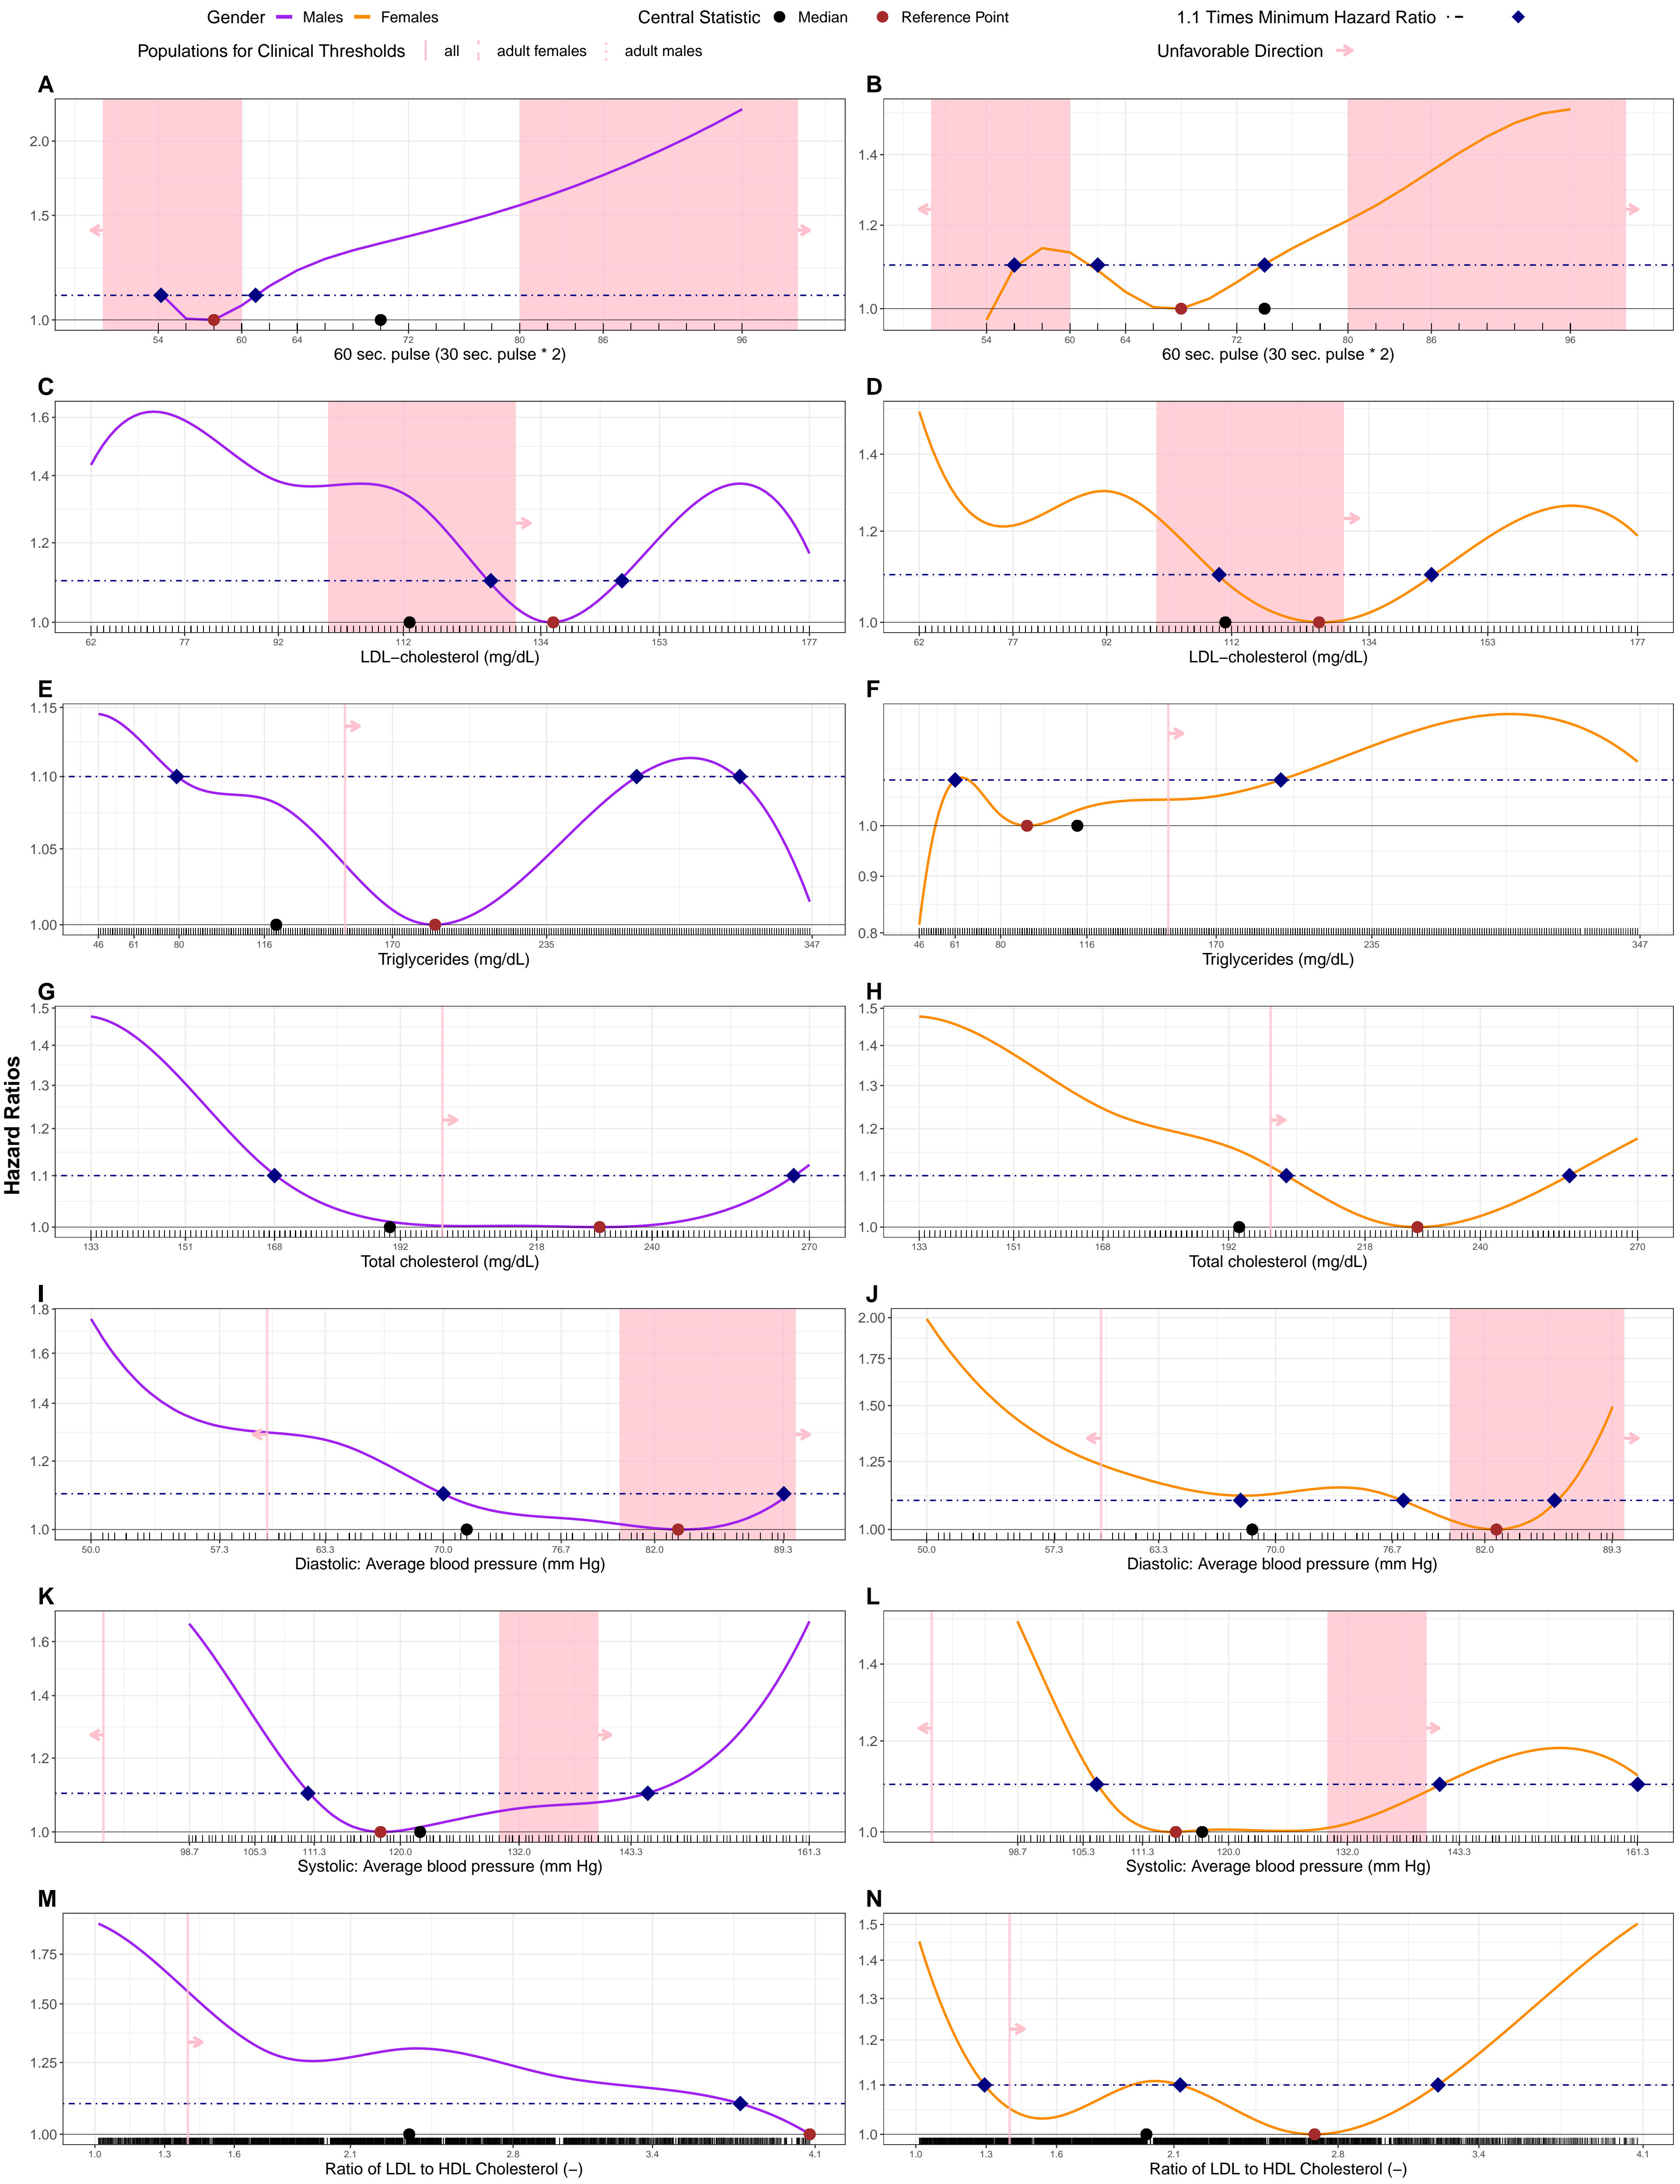 Gender Males Females Central Statistic Median Reference Point 1.1 Times Minimum Hazard Ratio
Populations for Clinical Thresholds all adult females adult males Unfavorable Direction
Hazard Ratios
A
2.0
1.5
1.0
54 60 64 72 80 86 96
60 sec. pulse (30 sec. pulse * 2)
B
1.4
1.2
1.0
54 60 64 72 80 86 96
60 sec. pulse (30 sec. pulse * 2)
C
1.6
1.4
1.2
1.0
62 77 92 112 134 153 177
LDL–cholesterol (mg/dL)
D
1.4
1.2
1.0
62 77 92 112 134 153 177
LDL–cholesterol (mg/dL)
E
1.15
1.10
1.05
1.00
46 61 80 116 170 235 347
Triglycerides (mg/dL)
F
1.0
0.9
0.8
46 61 80 116 170 235 347
Triglycerides (mg/dL)
G
1.5
1.4
1.3
1.2
1.1
1.0
133 151 168 192 218 240 270
Total cholesterol (mg/dL)
H
1.5
1.4
1.3
1.2
1.1
1.0
133 151 168 192 218 240 270
Total cholesterol (mg/dL)
I
1.8
1.6
1.4
1.2
1.0
50.0 57.3 63.3 70.0 76.7 82.0 89.3
Diastolic: Average blood pressure (mm Hg)
J
2.00
1.75
1.50
1.25
1.00
50.0 57.3 63.3 70.0 76.7 82.0 89.3
Diastolic: Average blood pressure (mm Hg)
K
1.6
1.4
1.2
1.0
98.7 105.3 111.3 120.0 132.0 143.3 161.3
Systolic: Average blood pressure (mm Hg)
L
1.4
1.2
1.0
98.7 105.3 111.3 120.0 132.0 143.3 161.3
Systolic: Average blood pressure (mm Hg)
M
1.75
1.50
1.25
1.00
1.0 1.3 1.6 2.1 2.8 3.4 4.1
Ratio of LDL to HDL Cholesterol (–)
N
1.5
1.4
1.3
1.2
1.1
1.0
1.0 1.3 1.6 2.1 2.8 3.4 4.1
Ratio of LDL to HDL Cholesterol (–)